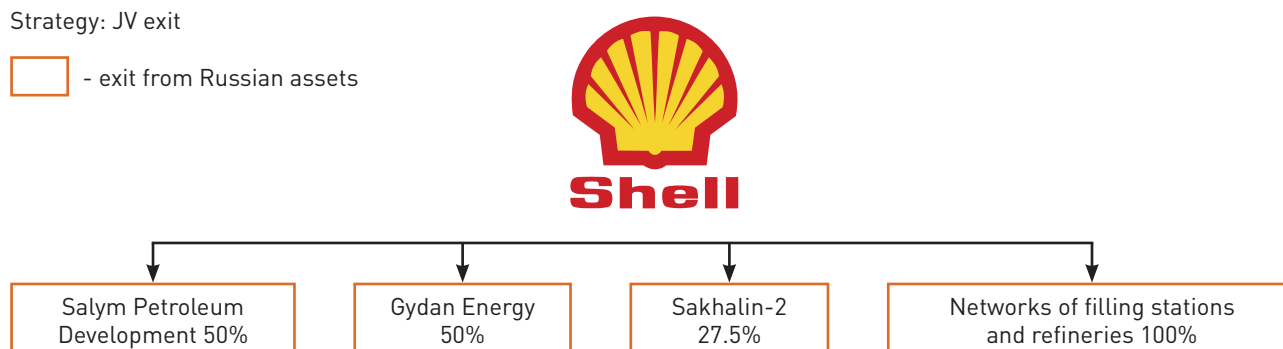 Strategy: JV exit
- exit from Russian assets
Shell
Salym Petroleum
Development 50%
Gydan Energy
50%
Sakhalin-2
27.5%
Networks of filling stations
and refineries 100%